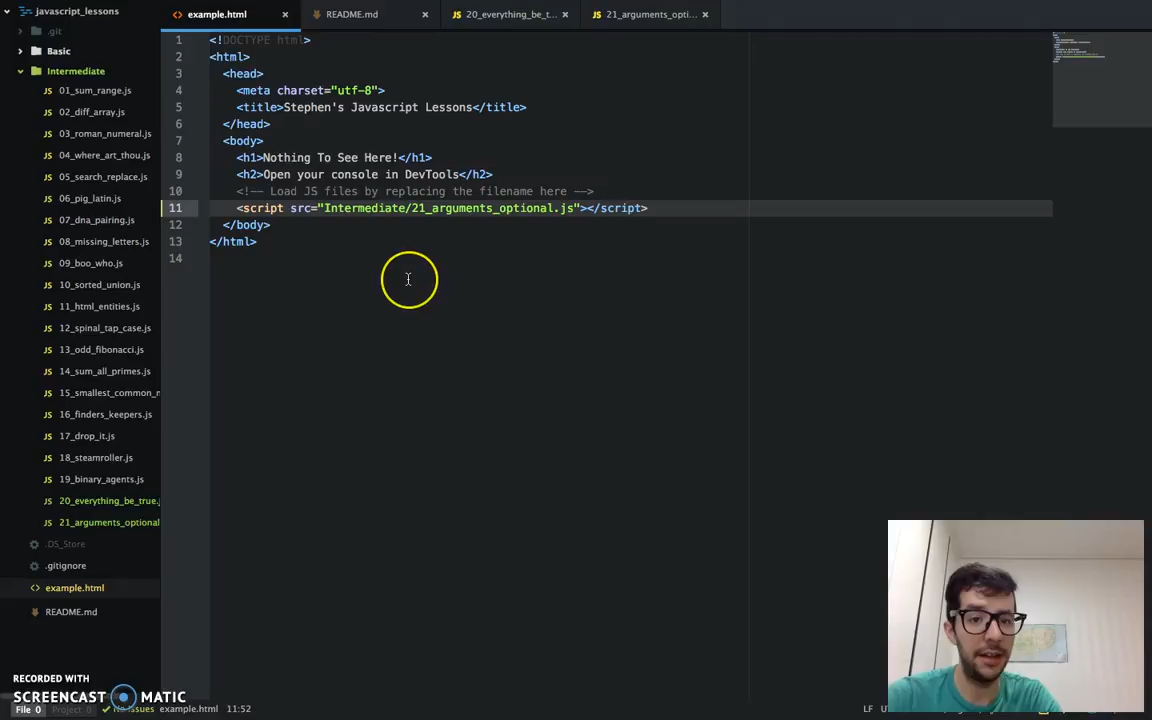 javascript_lessons
.git
Basic
Intermediate
01_sum_range.js
02_diff_array.js
03_roman_numeral.js
04_where_art_thou.js
05_search_replace.js
06_pig_latin.js
07_dna_pairing.js
08_missing_letters.js
09_boo_who.js
10_sorted_union.js
11_html_entities.js
12_spinal_tap_case.js
13_odd_fibonacci.js
14_sum_all_primes.js
15_smallest_common_m
16_finders_keepers.js
17_drop_it.js
18_steamroller.js
19_binary_agents.js
20_everything_be_true.j
21_arguments_optional
.DS_Store
.gitignore
example.html
README.md
example.html
README.md
20_everything_be_t...
21_arguments_opti...
1 <!DOCTYPE html>
2 <html>
3 <head>
4 <meta charset="utf-8">
5 <title>Stephen's Javascript Lessons</title>
6 </head>
7 <body>
8 <h1>Nothing To See Here!</h1>
9 <h2>Open your console in DevTools</h2>
10 <!-- Load JS files by replacing the filename here -->
11 <script src="Intermediate/21_arguments_optional.js"></script>
12 </body>
13 </html>
14
RECORDED WITH
SCREENCAST MATIC
File 0 Project 0 No Issues example.html 11:52
LF